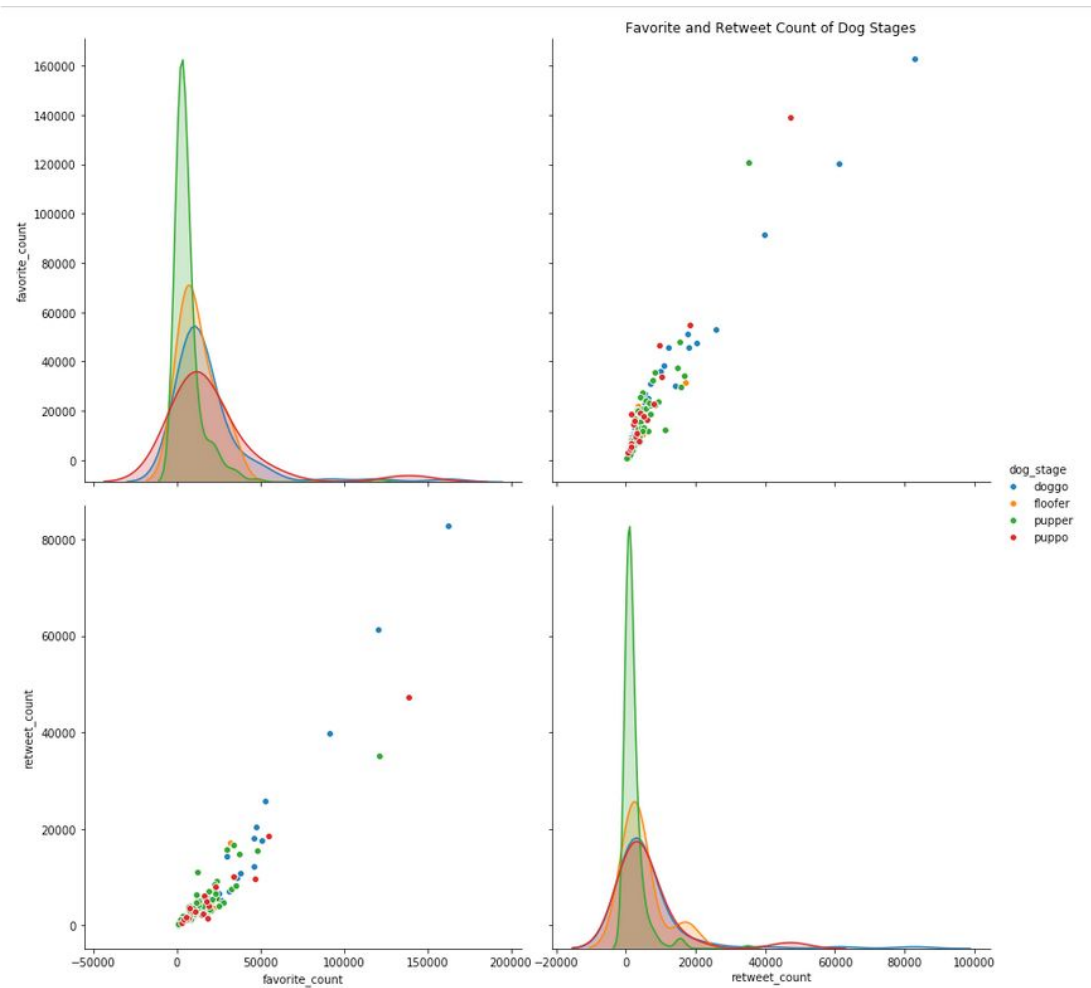 Favorite and Retweet Count of Dog Stages
160000
140000
120000
100000
80000
60000
40000
20000
0
favorite_count
dog_stage
doggo
floofer
pupper
puppo
80000
60000
40000
20000
0
retweet_count
−50000 0 50000 100000 150000 200000
favorite_count
−20000 0 20000 40000 60000 80000 100000
retweet_count